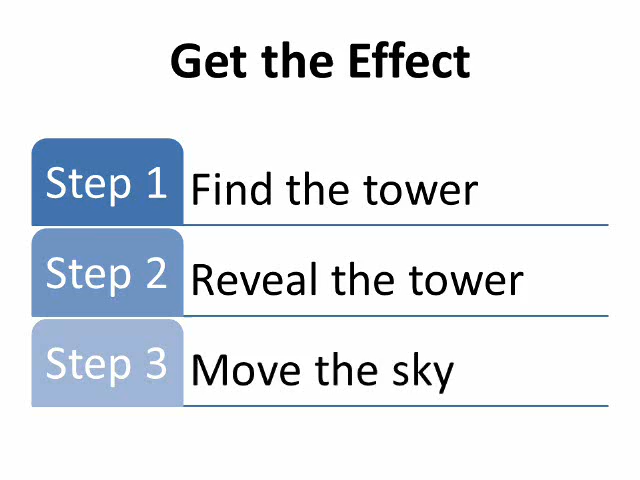 Get the Effect
Step 1 Find the tower
Step 2 Reveal the tower
Step 3 Move the sky